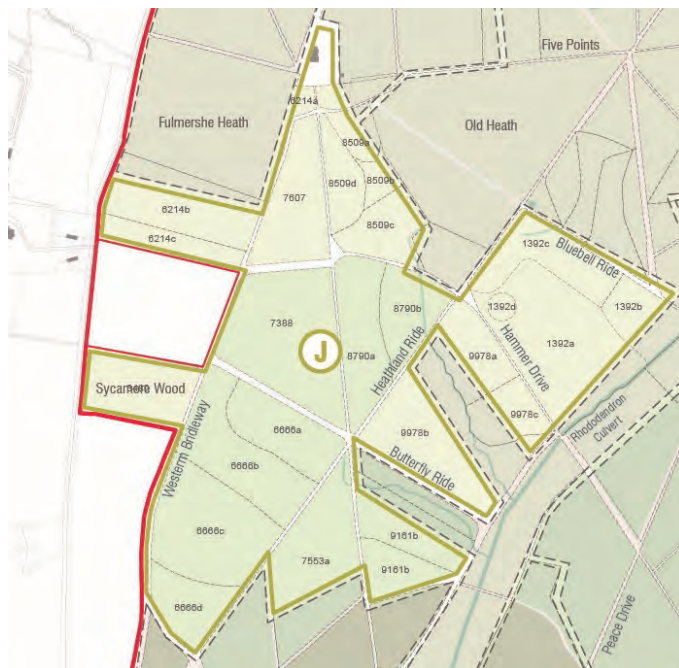 Five Points
6214a
Fulmershe Heath
Old Heath
8509a
8509d
8509b
7607
6214b
8509c
6214c
1392c
Bluebell Ride
8790b
1392d
1392b
7388
Hammer Drive
1392a
J
8790a
Heathland Ride
9978a
Sycamore Wood
9978c
Rhododendron
Culvert
6666a
9978b
Butterfly Ride
Western Bridleway
6666b
6666c
9161b
7553a
9161b
6666d
Peace Drive